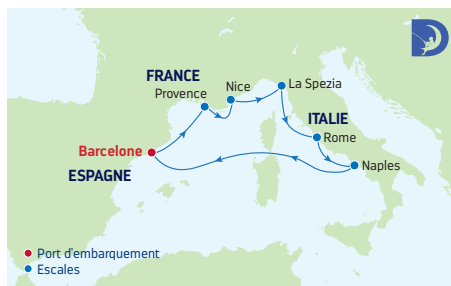 FRANCE
Provence
Nice
La Spezia
ITALIE
Rome
Barcelone
ESPAGNE
Naples
Port d'embarquement
Escales